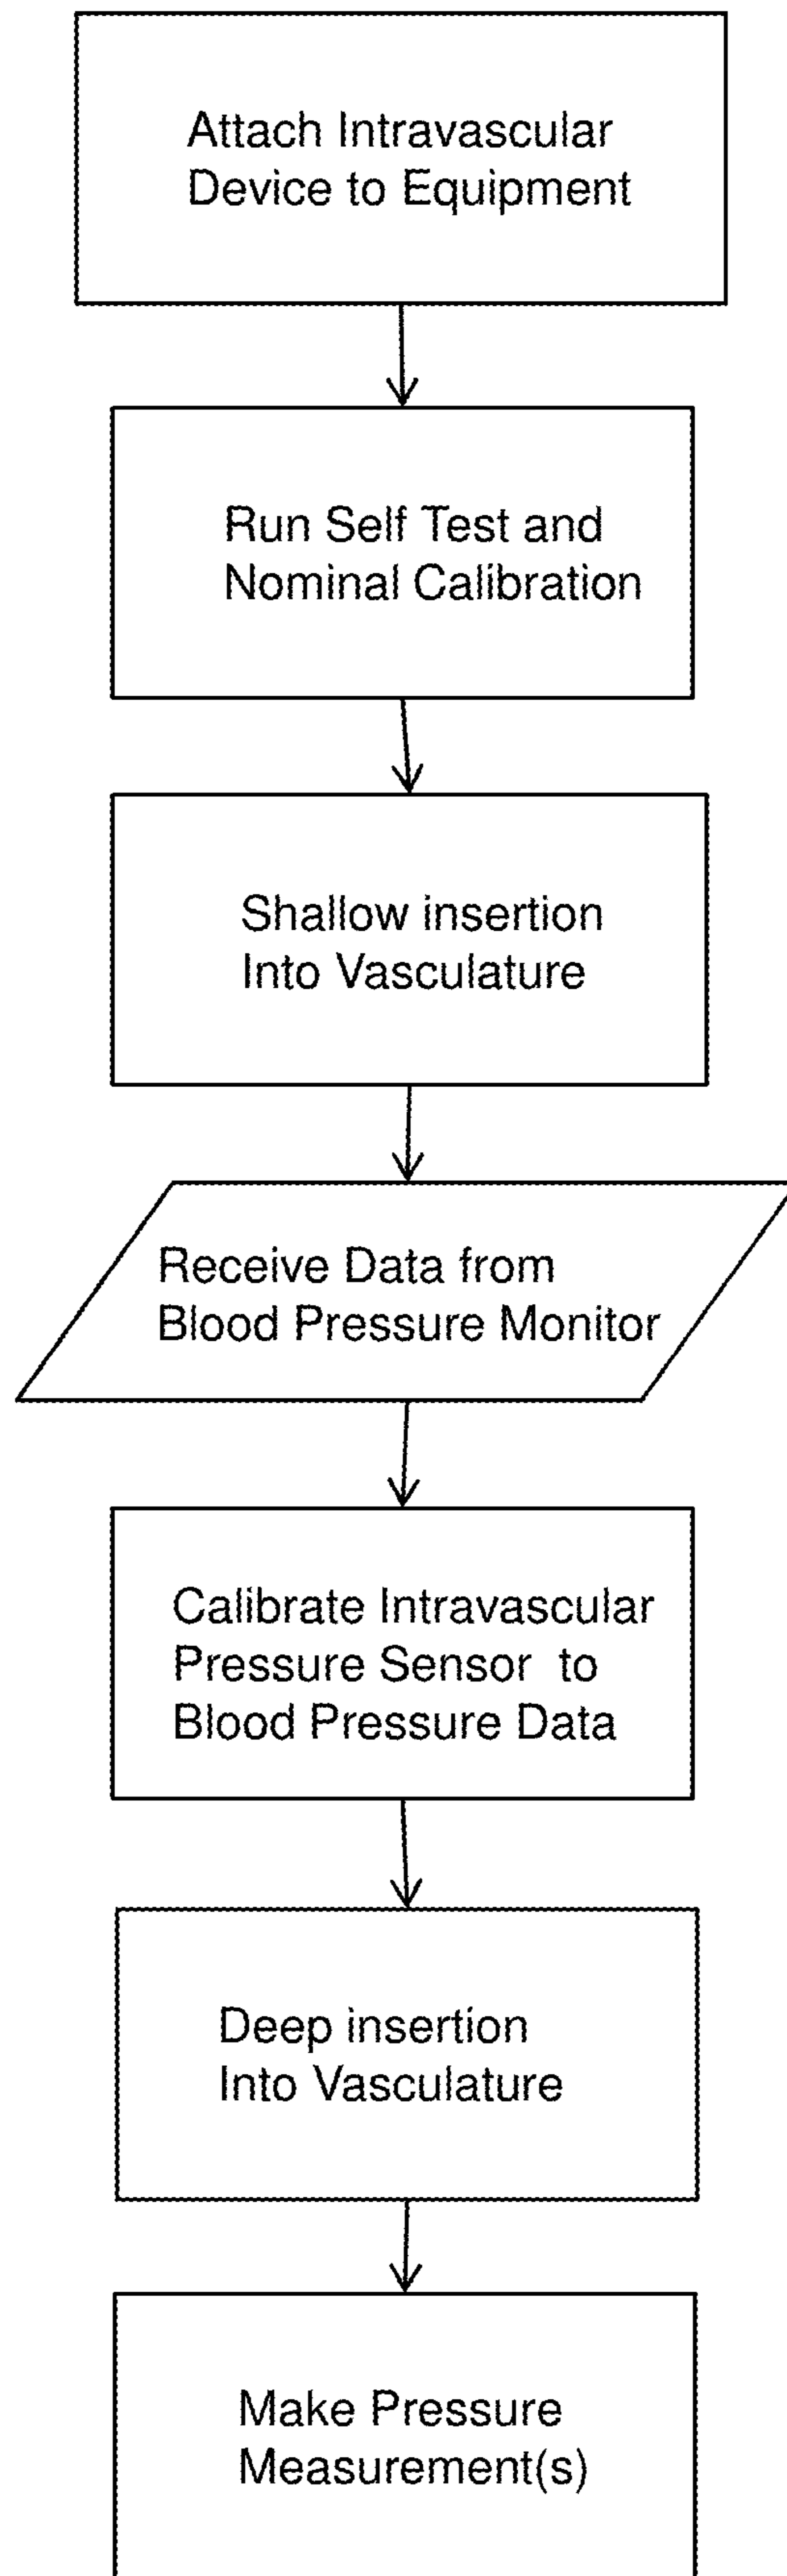 Attach Intravascular
Device to Equipment
Run Self Test and
Nominal Calibration
Shallow insertion
Into Vasculature
Receive Data from
Blood Pressure Monitor
Calibrate Intravascular
Pressure Sensor  to
Blood Pressure Data
Deep insertion
Into Vasculature
Make Pressure
Measurement(s)